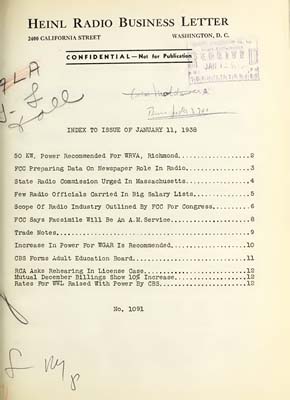 HEINL RADIO BUSINESS LETTER
2400 CALIFORNIA STREET WASHINGTON, D. C.
CONFIDENTIAL—Not for Publication
INDEX TO ISSUE OF JANUARY 11, 1938
50 KW. Power Recommended For WRVA, Richmond....................2
FCC Preparing Data On Newspaper Role In Radio..................3
State Radio Commission Urged In Massachusetts..................4
Few Radio Officials Carried In Big Salary Lists................5
Scope Of Radio Industry Outlined By FCC For Congress...........6
FCC Says Facsimile Will Be An A.M. Service.....................8
Trade Notes....................................................9
Increase In Power For WGAR Is Recommended.....................10
CBS Forms Adult Education Board...............................11
RCA Asks Rehearing In License Case............................12
Mutual December Billings Show 10% Increase....................12
Rates For WWL Raised With Power By CBS........................12
No. 1091